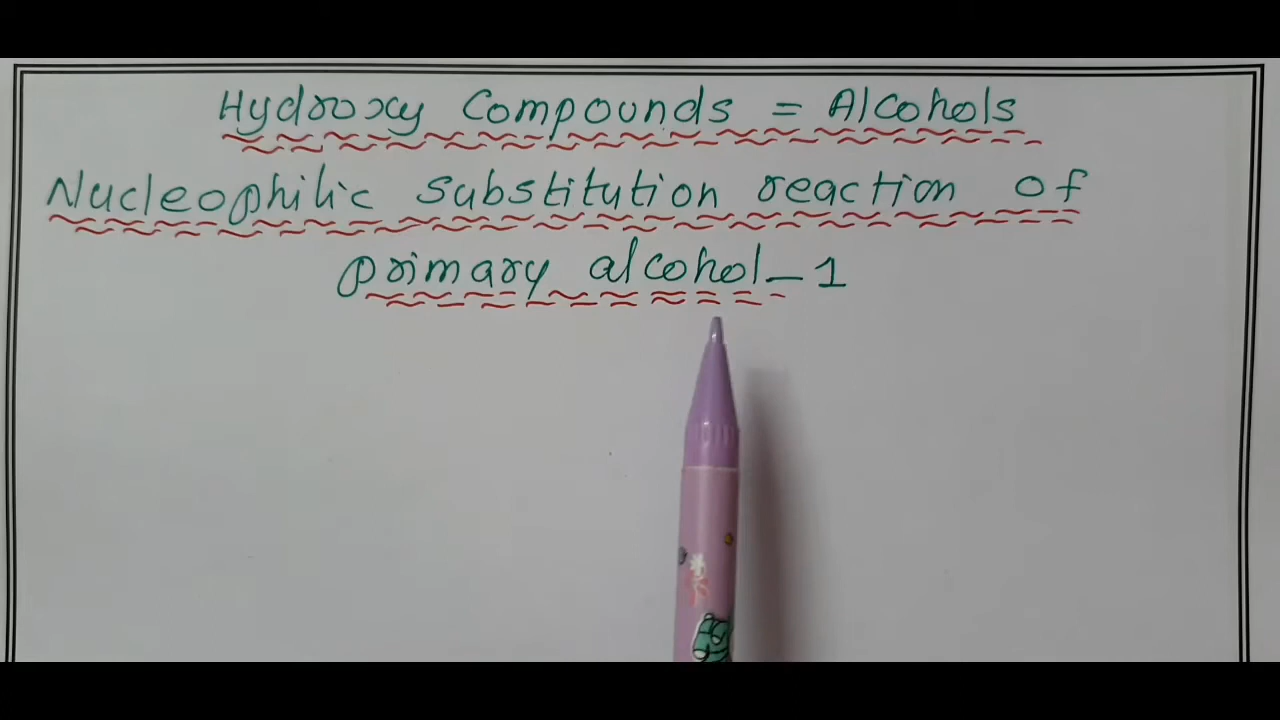 Hydroxy Compounds = Alcohols
Nucleophilic substitution reaction of
primary alcohol-1